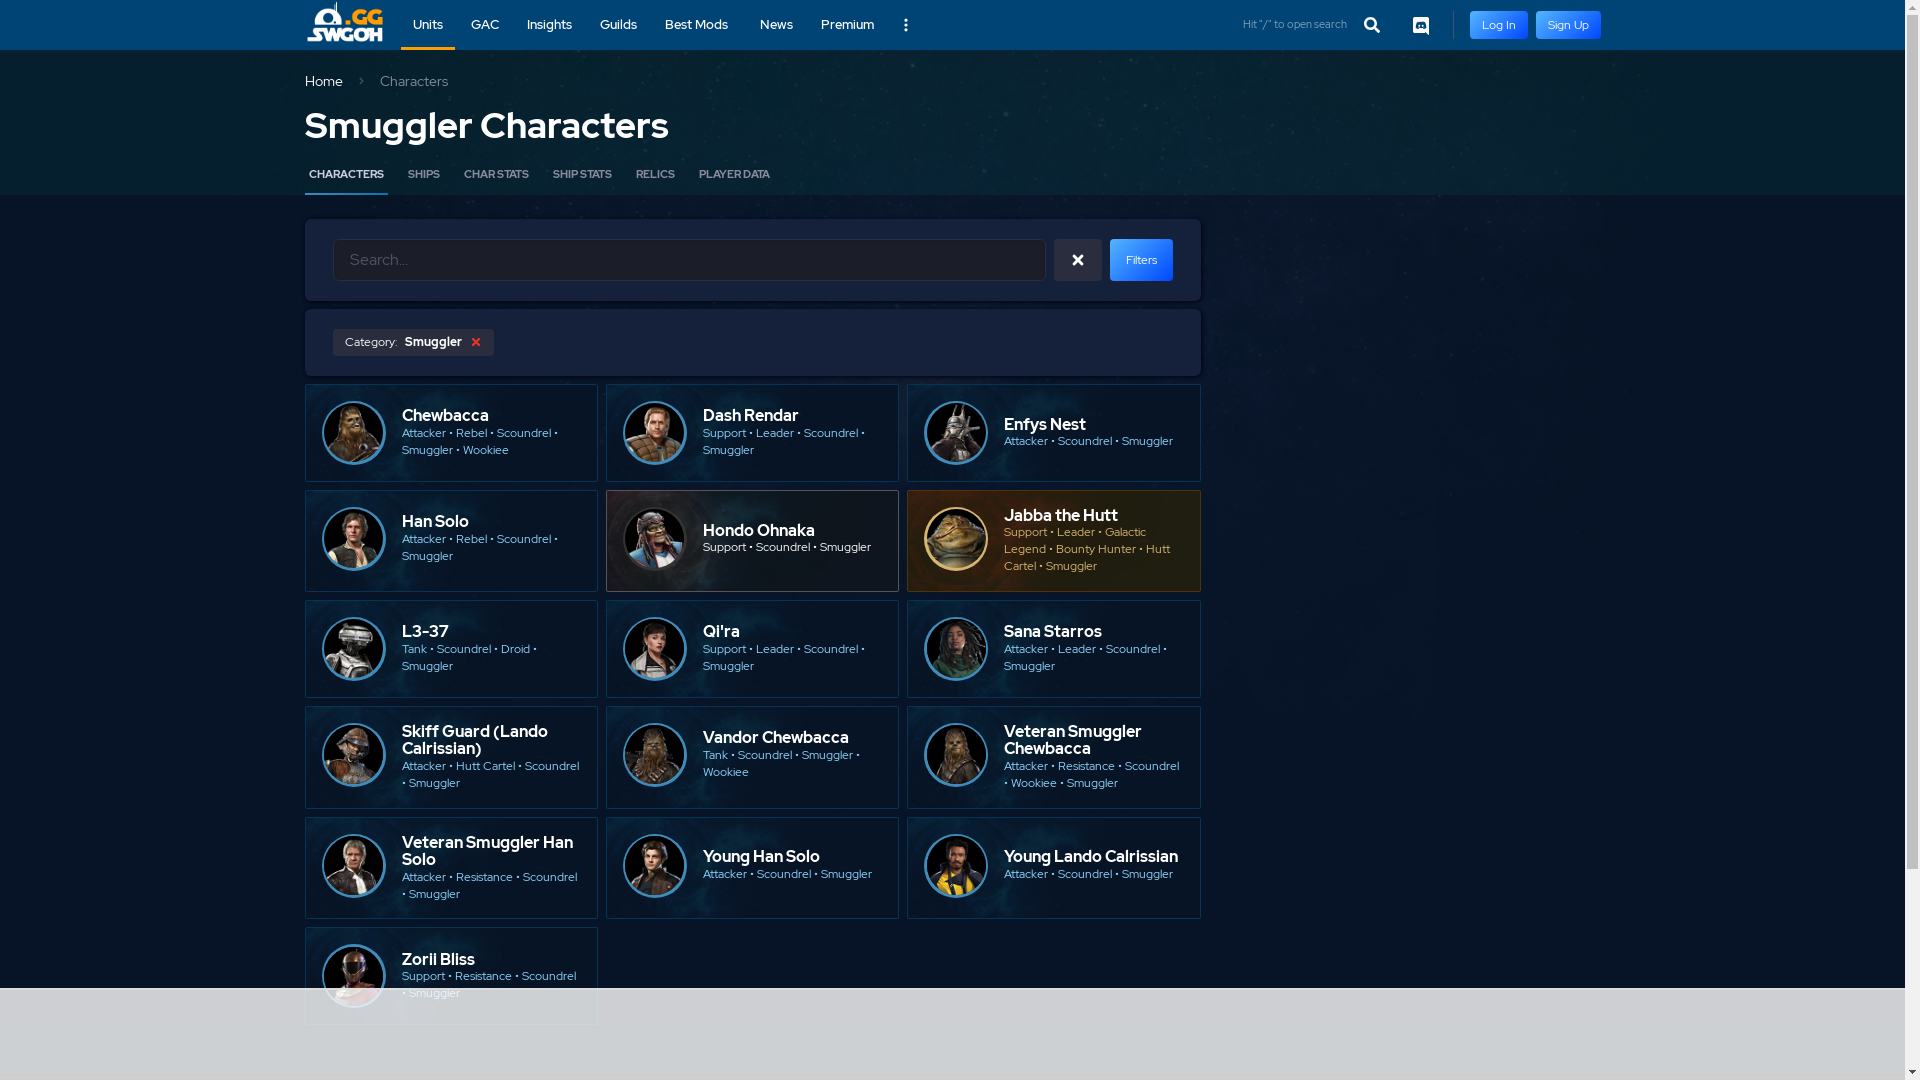 .GG
SWGOH
Units
GAC
Insights
Guilds
Best Mods
News
Premium
Hit "/" to open search
Log In
Sign Up
Home
Characters
Smuggler Characters
CHARACTERS
SHIPS
CHAR STATS
SHIP STATS
RELICS
PLAYER DATA
Search...
Filters
Category: Smuggler
Chewbacca
Attacker • Rebel • Scoundrel •
Smuggler • Wookiee
Dash Rendar
Support • Leader • Scoundrel •
Smuggler
Enfys Nest
Attacker • Scoundrel • Smuggler
Han Solo
Attacker • Rebel • Scoundrel •
Smuggler
Hondo Ohnaka
Support • Scoundrel • Smuggler
Jabba the Hutt
Support • Leader • Galactic
Legend • Bounty Hunter • Hutt
Cartel • Smuggler
L3-37
Tank • Scoundrel • Droid •
Smuggler
Qi'ra
Support • Leader • Scoundrel •
Smuggler
Sana Starros
Attacker • Leader • Scoundrel •
Smuggler
Skiff Guard (Lando
Calrissian)
Attacker • Hutt Cartel • Scoundrel
• Smuggler
Vandor Chewbacca
Tank • Scoundrel • Smuggler •
Wookiee
Veteran Smuggler
Chewbacca
Attacker • Resistance • Scoundrel
• Wookiee • Smuggler
Veteran Smuggler Han
Solo
Attacker • Resistance • Scoundrel
• Smuggler
Young Han Solo
Attacker • Scoundrel • Smuggler
Young Lando Calrissian
Attacker • Scoundrel • Smuggler
Zorii Bliss
Support • Resistance • Scoundrel
• Smuggler